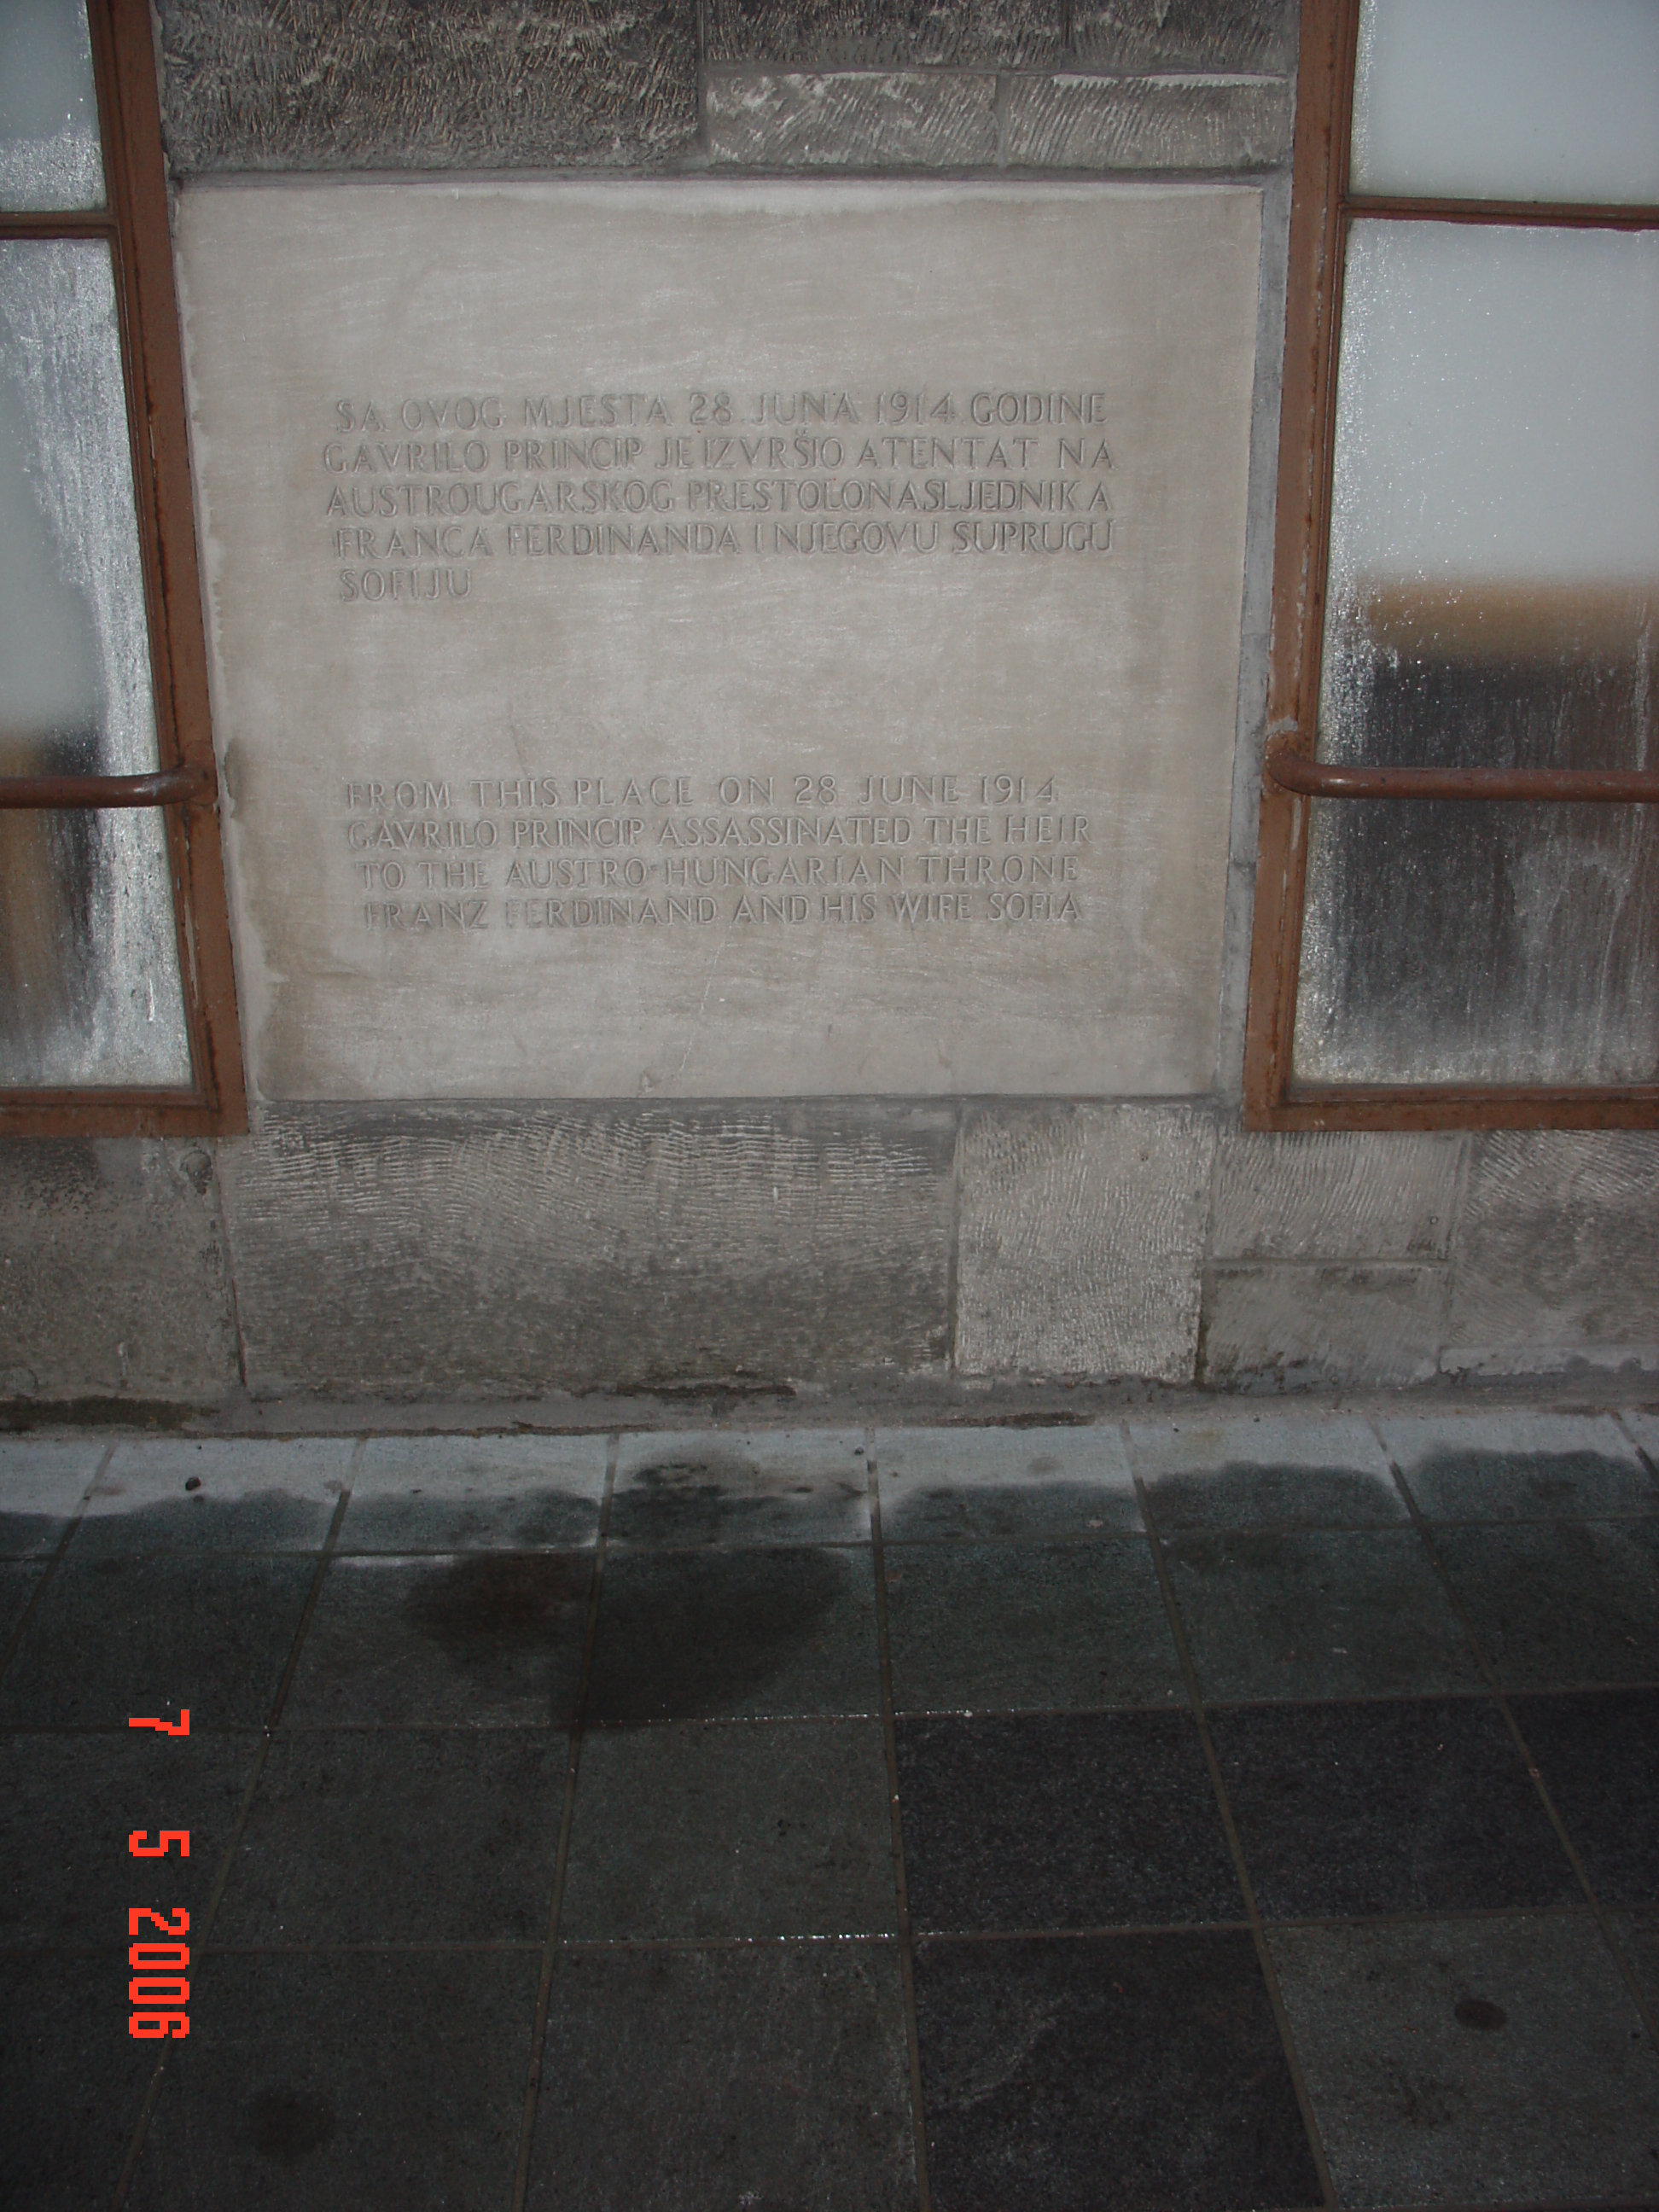 SA OVOG MJESTA 28. JUNA 1914. GODINE
GAVRILO PRINCIP JE IZVRŠIO ATENTAT NA
AUSTROUGARSKOG PRESTOLONASLJEDNIKA
FRANCA FERDINANDA I NJEGOVU SUPRUGU
SOFIJU
FROM THIS PLACE ON 28 JUNE 1914
GAVRILO PRINCIP ASSASSINATED THE HEIR
TO THE AUSTRO-HUNGARIAN THRONE
FRANZ FERDINAND AND HIS WIFE SOFIA
7 5 2006